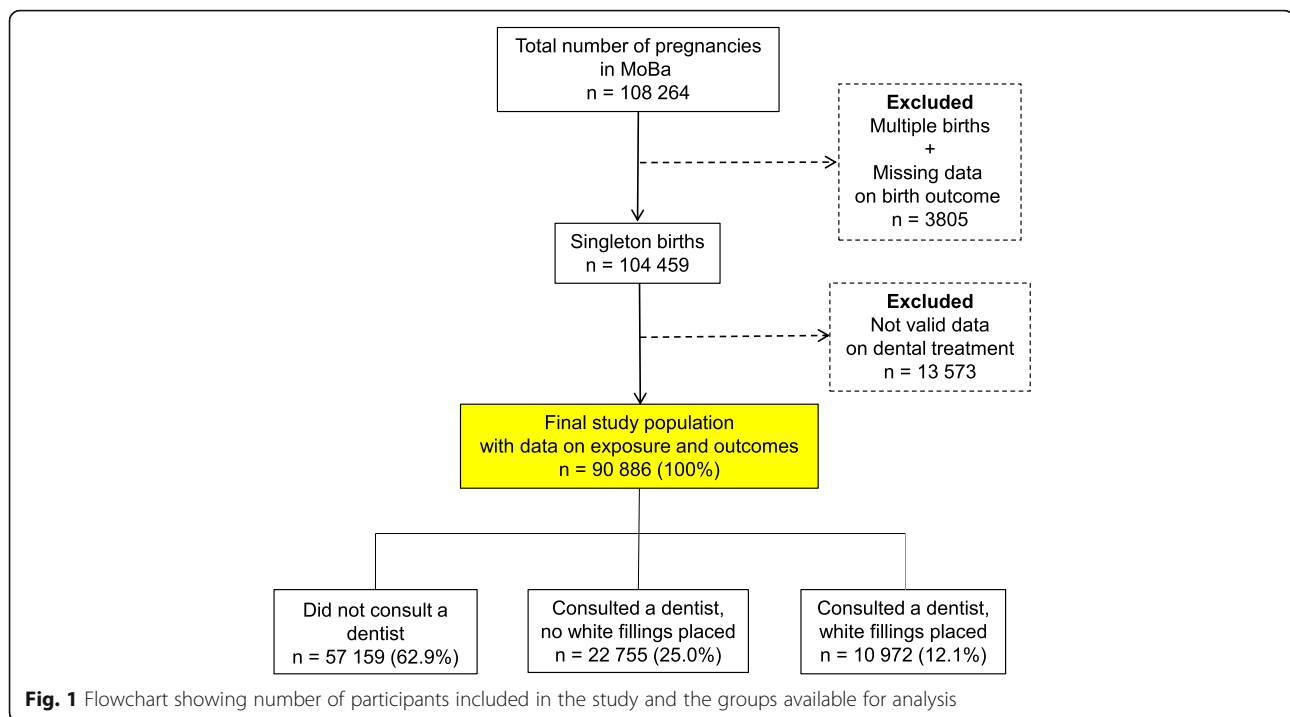 Total number of pregnancies
in MoBa
n = 108 264
Excluded
Multiple births
+
Missing data
on birth outcome
n = 3805
Singleton births
n = 104 459
Excluded
Not valid data
on dental treatment
n = 13 573
Final study population
with data on exposure and outcomes
n = 90 886 (100%)
Did not consult a
dentist
n = 57 159 (62.9%)
Consulted a dentist,
no white fillings placed
n = 22 755 (25.0%)
Consulted a dentist,
white fillings placed
n = 10 972 (12.1%)
Fig. 1 Flowchart showing number of participants included in the study and the groups available for analysis